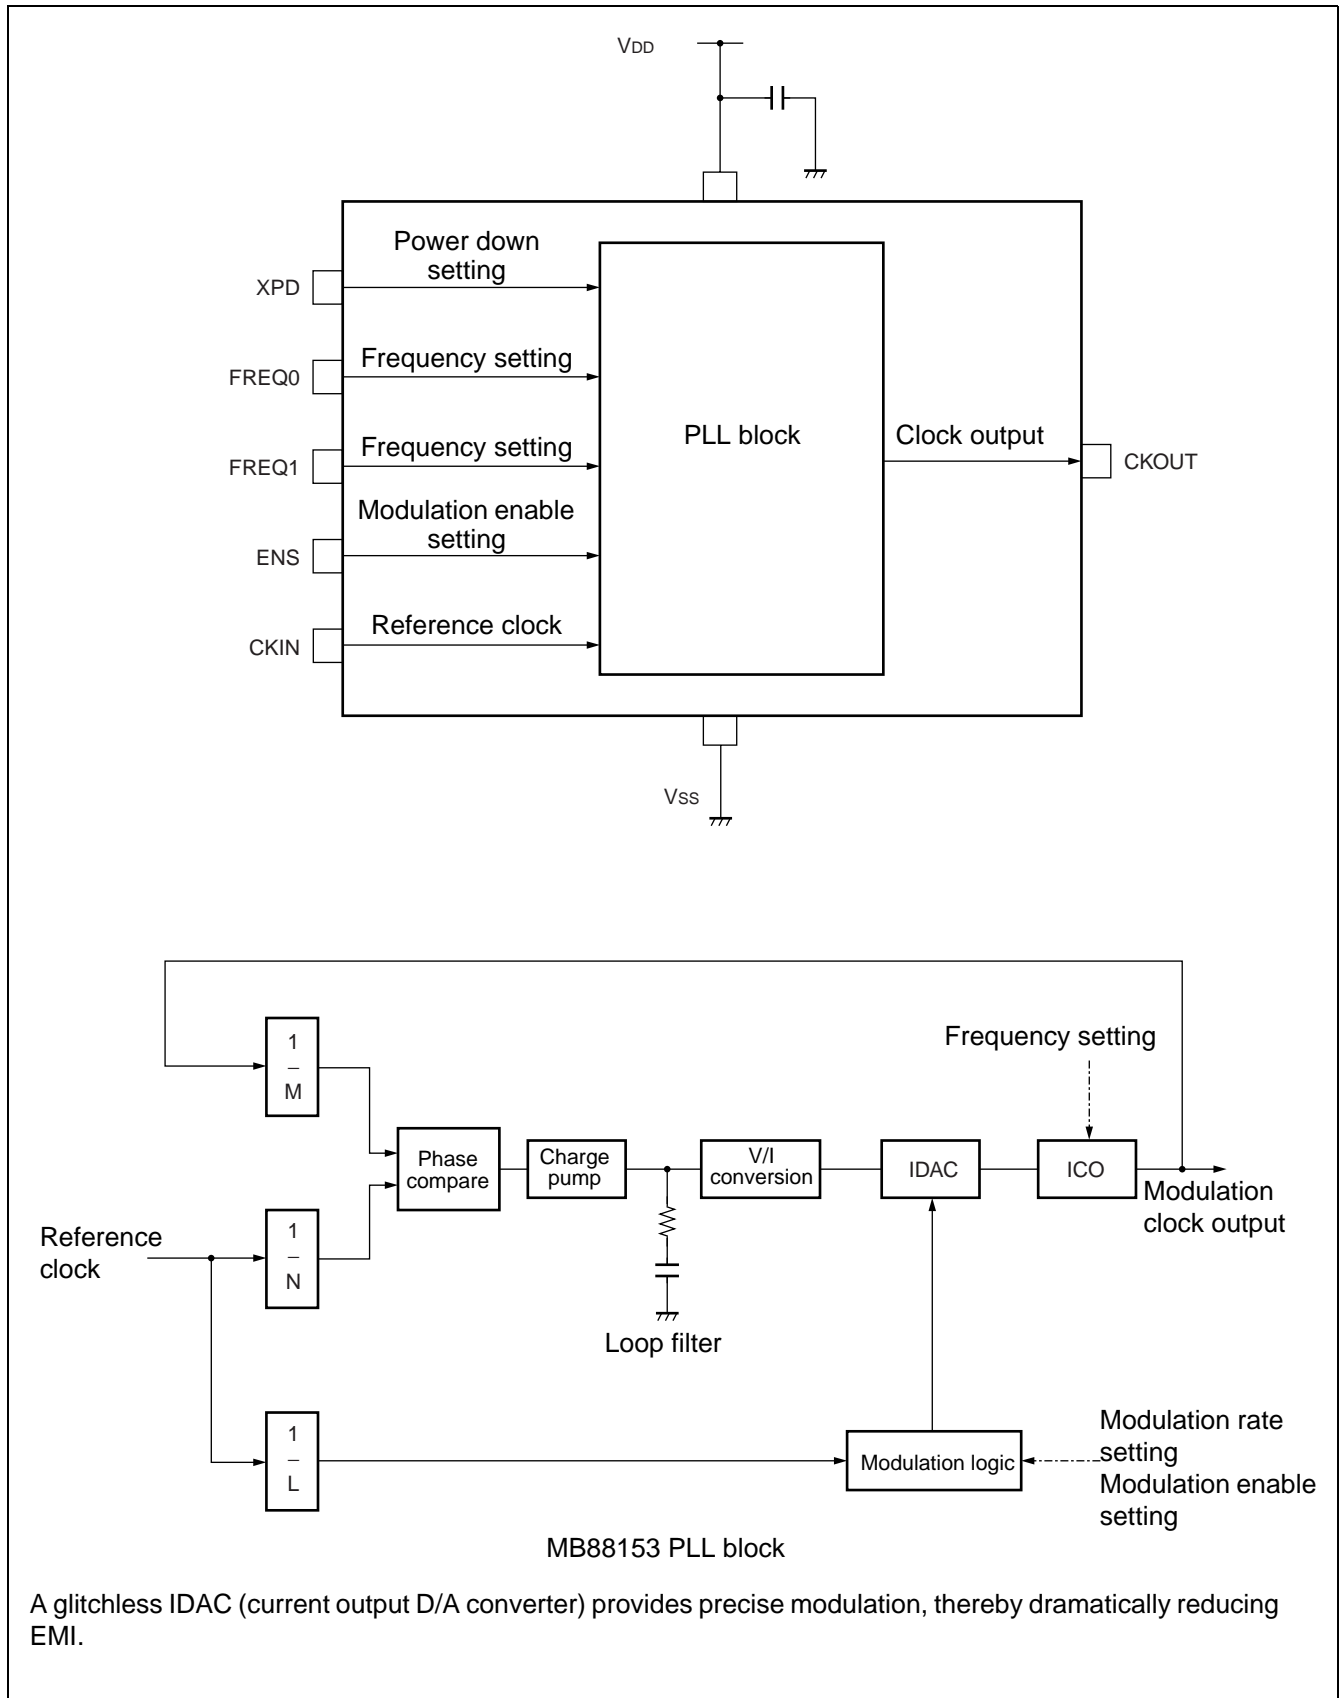 VDD
Power down
setting
XPD
Frequency setting
FREQ0
Frequency setting
FREQ1
Modulation enable
setting
ENS
Reference clock
CKIN
PLL block
Clock output
CKOUT
VSS
1
M
Frequency setting
Phase
compare
Charge
pump
V/I
conversion
IDAC
ICO
Modulation
clock output
Reference
clock
1
N
Loop filter
1
L
Modulation logic
Modulation rate
setting
Modulation enable
setting
MB88153 PLL block
A glitchless IDAC (current output D/A converter) provides precise modulation, thereby dramatically reducing
EMI.